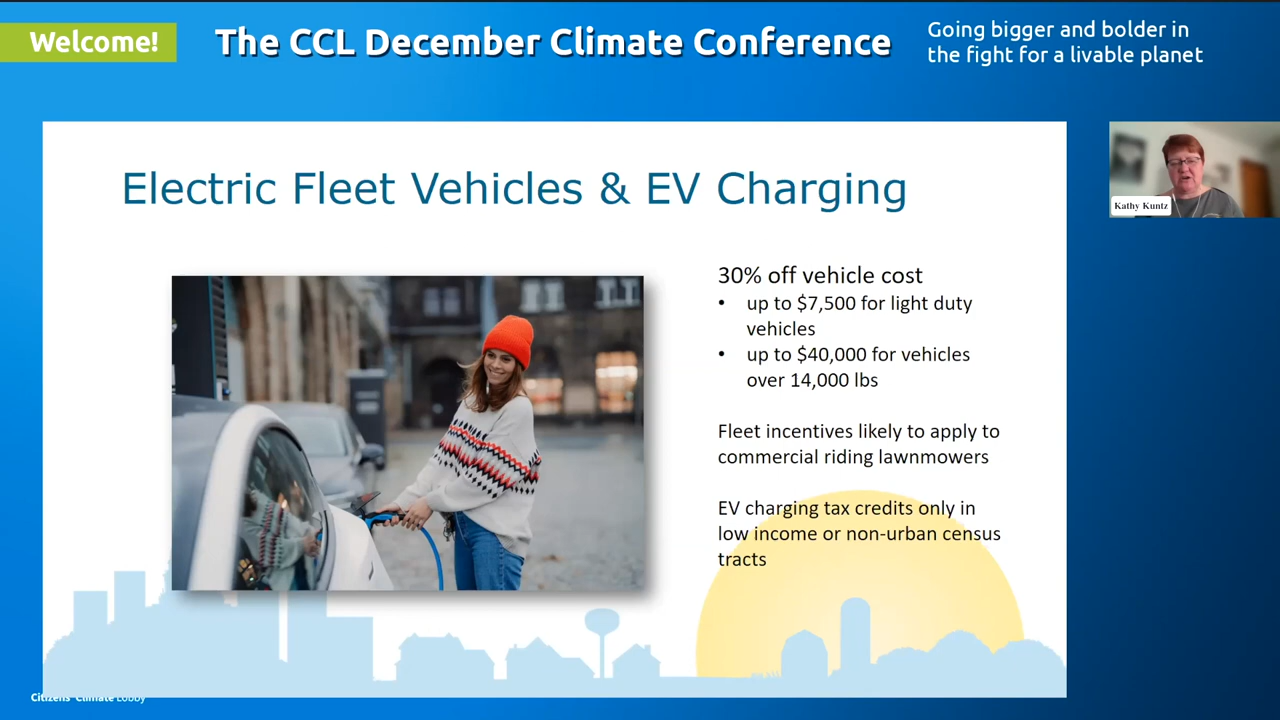 Welcome!
The CCL December Climate Conference
Going bigger and bolder in
the fight for a livable planet
Electric Fleet Vehicles & EV Charging
Kathy Kuntz
30% off vehicle cost
• up to $7,500 for light duty
vehicles
• up to $40,000 for vehicles
over 14,000 lbs
Fleet incentives likely to apply to
commercial riding lawnmowers
EV charging tax credits only in
low income or non-urban census
tracts
Citizens' Climate Lobby